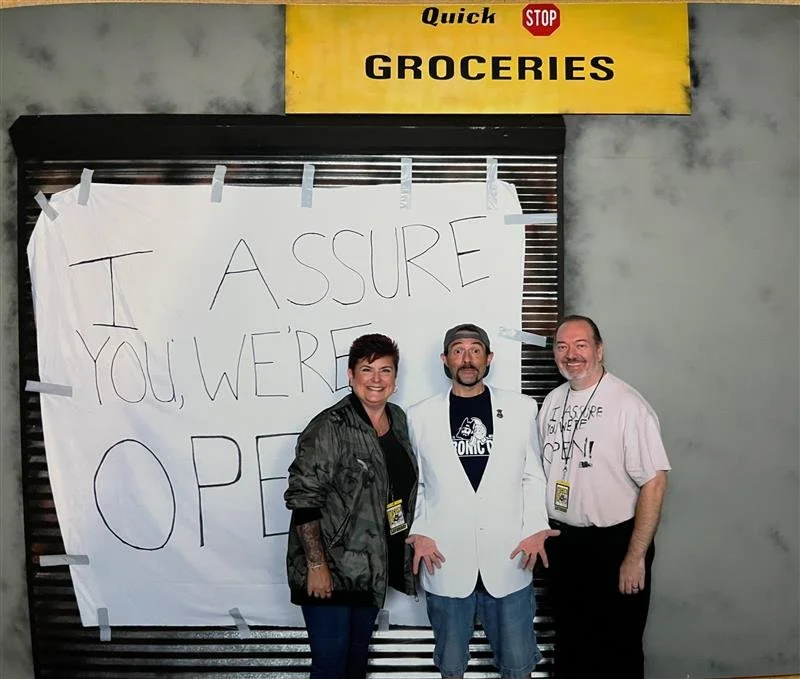 Quick STOP
GROCERIES
I ASSURE
YOU, WE'RE
OPE
I ASSURE
YOU WE'RE
OPEN!